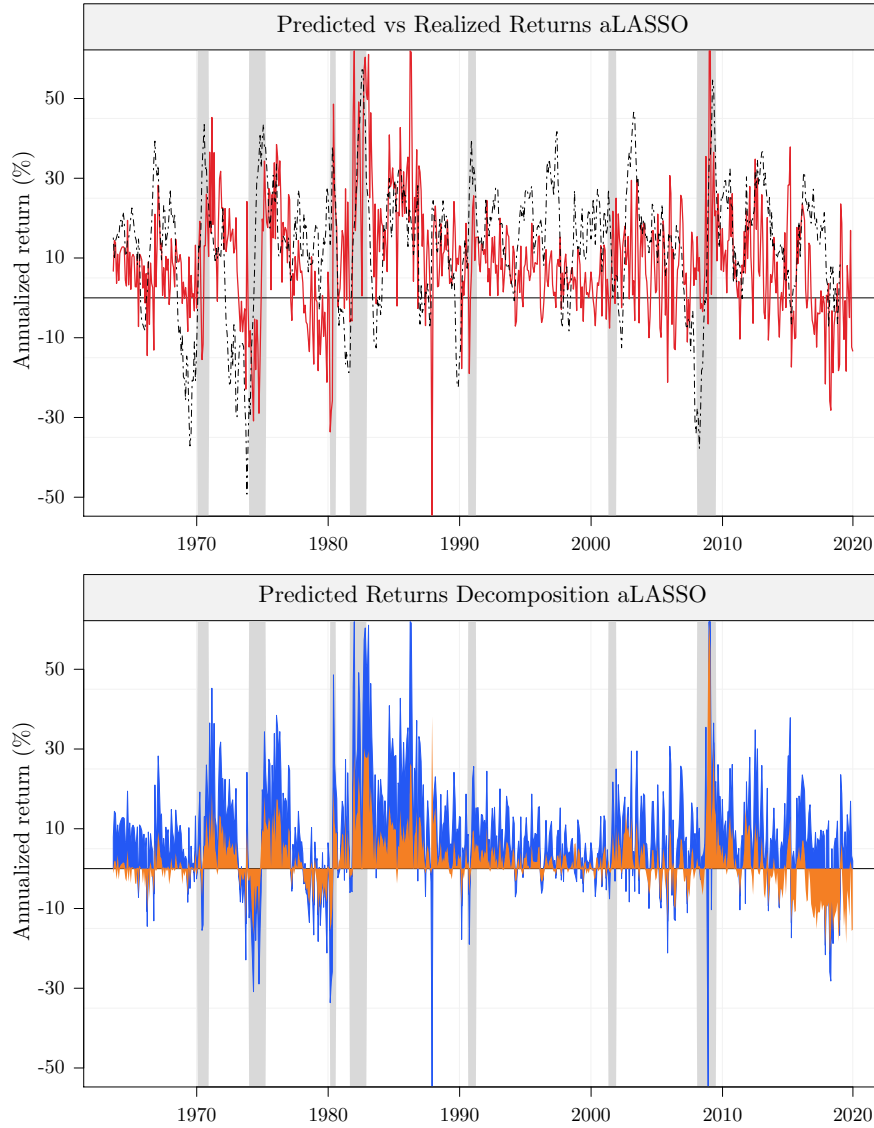 Predicted vs Realized Returns aLASSO
Annualized return (%)
50
30
10
-10
-30
-50
1970 1980 1990 2000 2010 2020
Predicted Returns Decomposition aLASSO
Annualized return (%)
50
30
10
-10
-30
-50
1970 1980 1990 2000 2010 2020